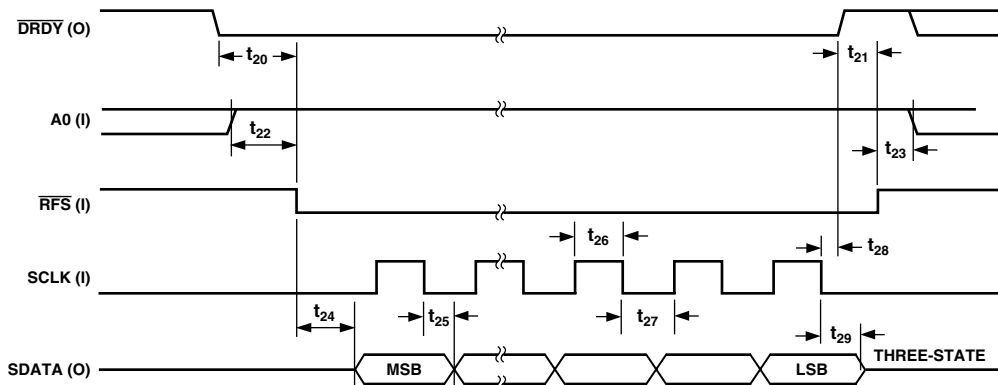 DRDY (O)
t20
t21
A0 (I)
t22
t23
RFS (I)
t26
t28
SCLK (I)
t24
t25
t27
t29
THREE-STATE
SDATA (O)
MSB
LSB